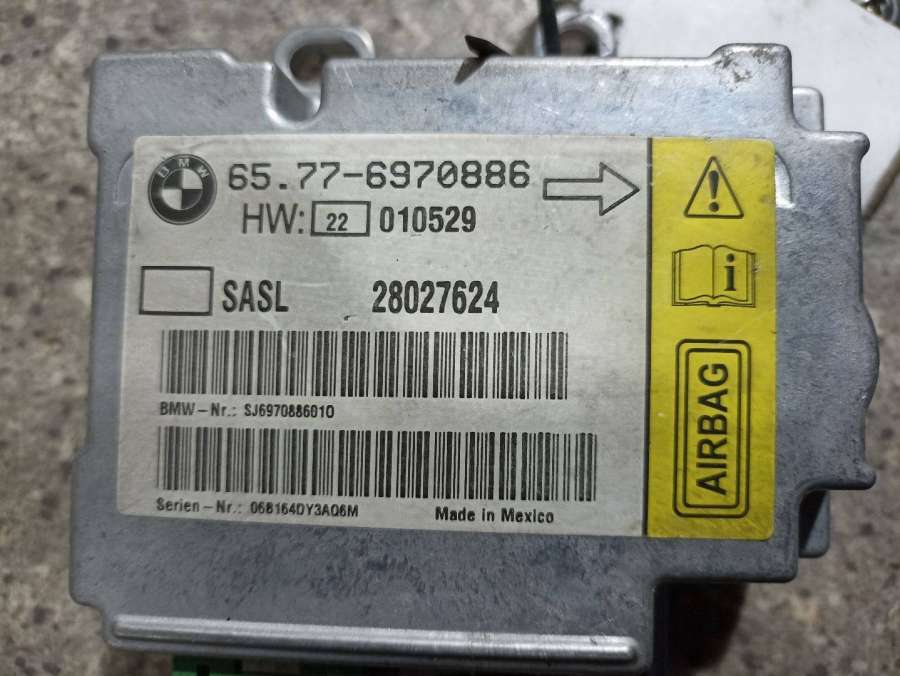 BMW
65.77-6970886
HW: 22 010529
SASL 28027624
BMW-Nr.: SJ6970886010
Serien-Nr.: 068164DY3AQ6M Made in Mexico
i
AIRBAG